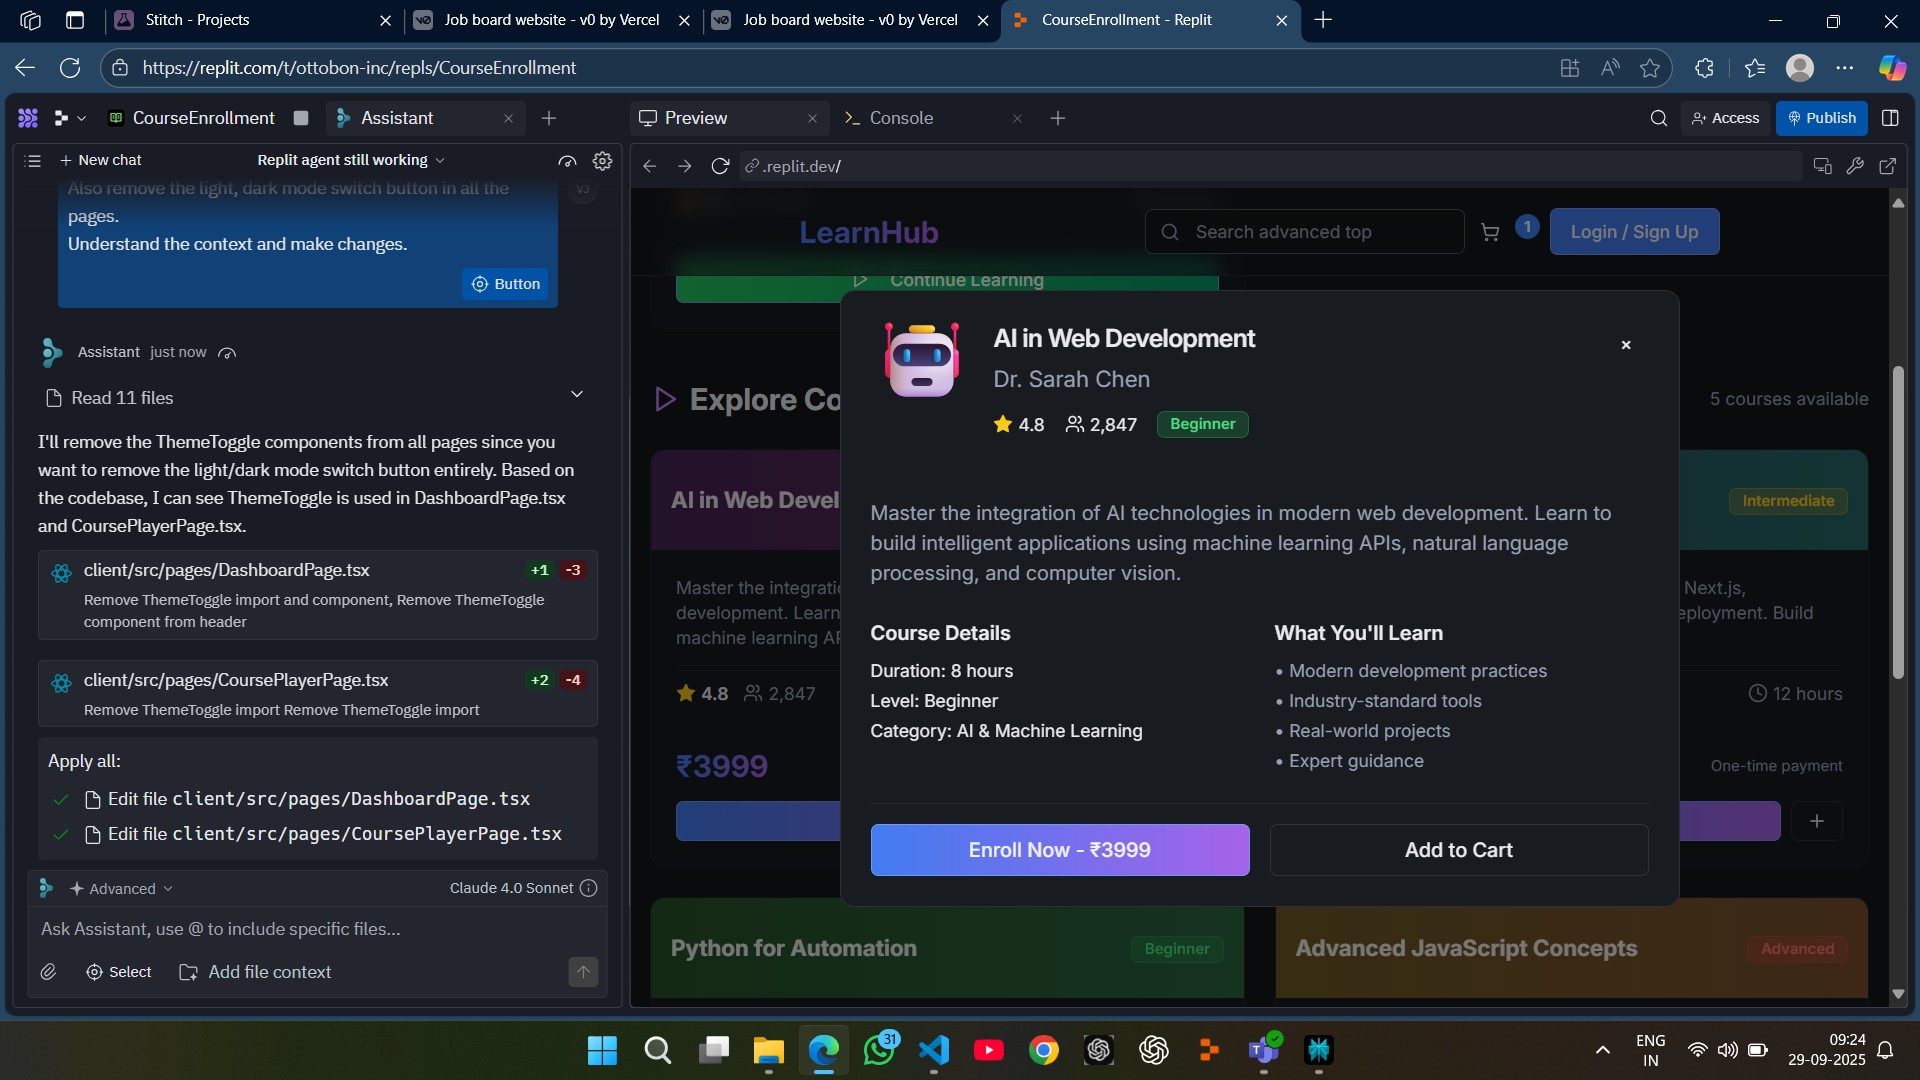 Stitch - Projects
Job board website - v0 by Vercel
Job board website - v0 by Vercel
CourseEnrollment - Replit
https://replit.com/t/ottobon-inc/repls/CourseEnrollment
CourseEnrollment
Assistant
Preview
Console
Access
Publish
New chat
Replit agent still working
.replit.dev/
Also remove the light, dark mode switch button in all the
pages.
Understand the context and make changes.
Button
VJ
Assistant just now
Read 11 files
I'll remove the ThemeToggle components from all pages since you
want to remove the light/dark mode switch button entirely. Based on
the codebase, I can see ThemeToggle is used in DashboardPage.tsx
and CoursePlayerPage.tsx.
client/src/pages/DashboardPage.tsx +1 -3
Remove ThemeToggle import and component, Remove ThemeToggle
component from header
client/src/pages/CoursePlayerPage.tsx +2 -4
Remove ThemeToggle import Remove ThemeToggle import
Apply all:
Edit file client/src/pages/DashboardPage.tsx
Edit file client/src/pages/CoursePlayerPage.tsx
Advanced
Claude 4.0 Sonnet
Ask Assistant, use @ to include specific files...
Select
Add file context
LearnHub
Search advanced top
1
Login / Sign Up
Continue Learning
Explore Co
5 courses available
AI in Web Devel
Intermediate
Master the integratio
development. Learn
machine learning AP
Next.js,
eployment. Build
4.8 2,847
12 hours
₹3999
One-time payment
AI in Web Development
Dr. Sarah Chen
4.8 2,847 Beginner
Master the integration of AI technologies in modern web development. Learn to
build intelligent applications using machine learning APIs, natural language
processing, and computer vision.
Course Details
Duration: 8 hours
Level: Beginner
Category: AI & Machine Learning
What You'll Learn
• Modern development practices
• Industry-standard tools
• Real-world projects
• Expert guidance
Enroll Now - ₹3999
Add to Cart
Python for Automation
Beginner
Advanced JavaScript Concepts
Advanced
31
ENG
IN
09:24
29-09-2025